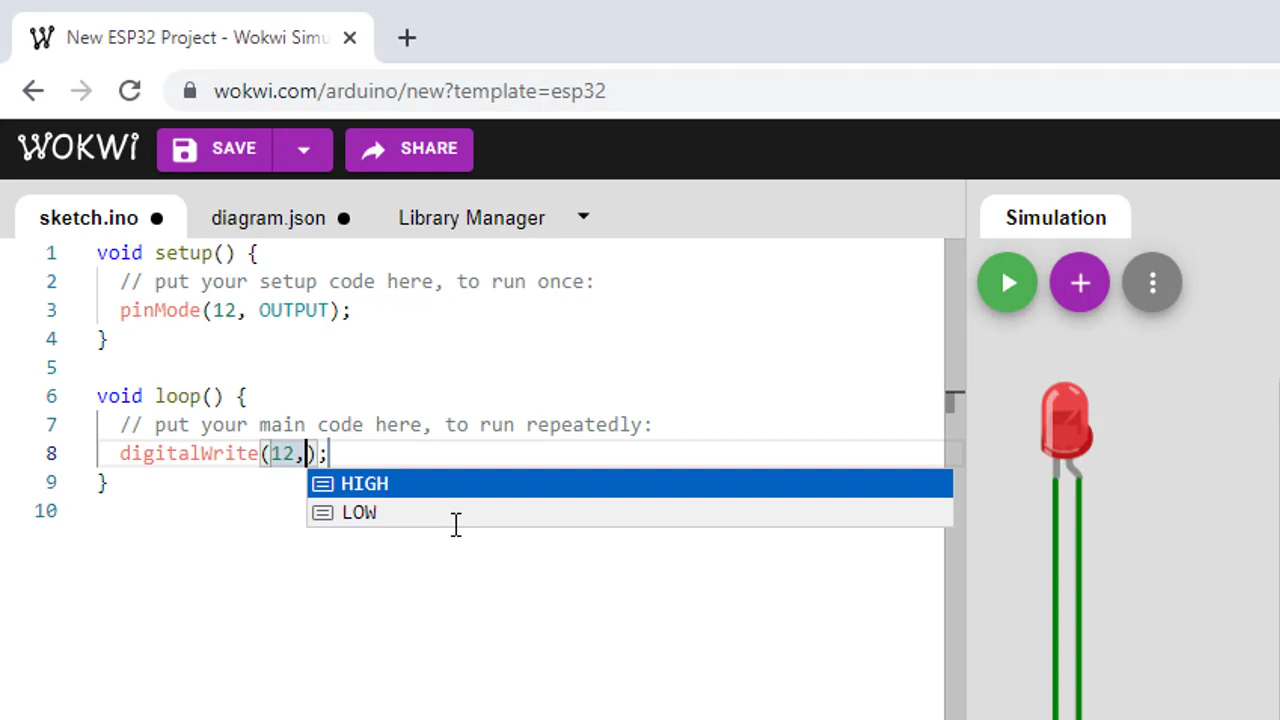 New ESP32 Project - Wokwi Simu
wokwi.com/arduino/new?template=esp32
WOKWi SAVE SHARE
sketch.ino diagram.json Library Manager Simulation
1 void setup() {
2 // put your setup code here, to run once:
3 pinMode(12, OUTPUT);
4 }
5
6 void loop() {
7 // put your main code here, to run repeatedly:
8 digitalWrite(12,);
9 }
HIGH
10
LOW